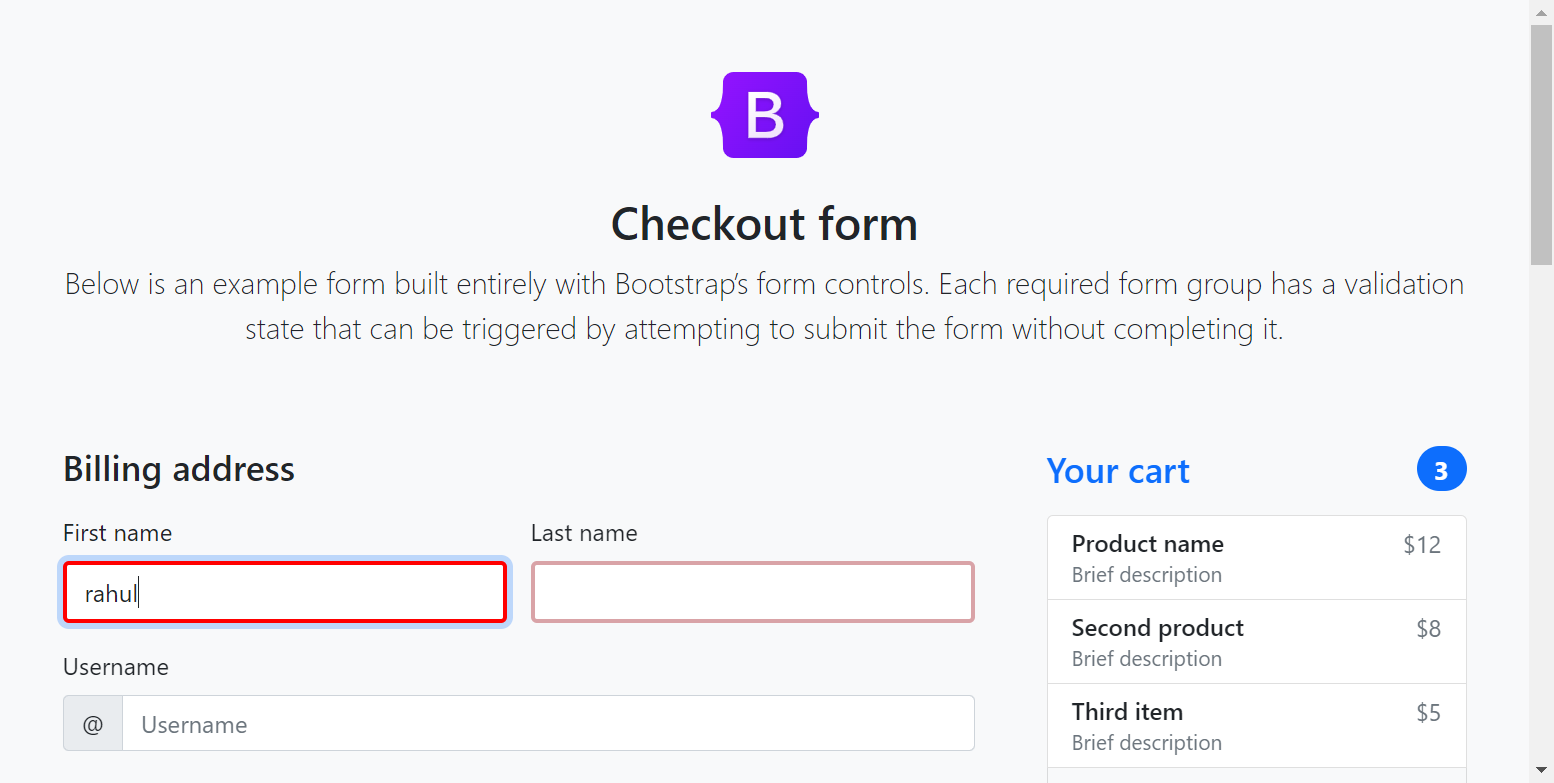 B
Checkout form
Below is an example form built entirely with Bootstrap’s form controls. Each required form group has a validation
state that can be triggered by attempting to submit the form without completing it.
Billing address
First name
Last name
rahul
Username
@ Username
Your cart 3
Product name $12
Brief description
Second product $8
Brief description
Third item $5
Brief description